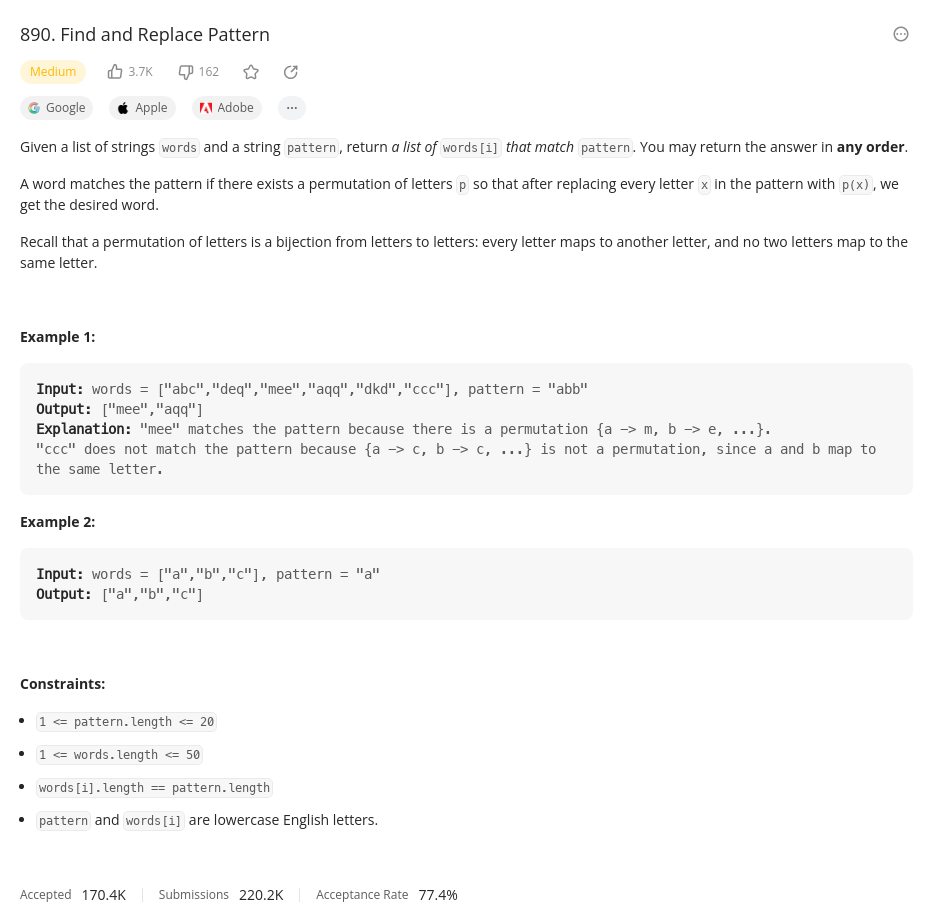 890. Find and Replace Pattern
Medium 3.7K 162
Google Apple Adobe ...
Given a list of strings words and a string pattern, return a list of words[i] that match pattern. You may return the answer in any order.
A word matches the pattern if there exists a permutation of letters p so that after replacing every letter x in the pattern with p(x), we
get the desired word.
Recall that a permutation of letters is a bijection from letters to letters: every letter maps to another letter, and no two letters map to the
same letter.
Example 1:
Input: words = ["abc","deq","mee","aqq","dkd","ccc"], pattern = "abb"
Output: ["mee","aqq"]
Explanation: "mee" matches the pattern because there is a permutation {a -> m, b -> e, ...}.
"ccc" does not match the pattern because {a -> c, b -> c, ...} is not a permutation, since a and b map to
the same letter.
Example 2:
Input: words = ["a","b","c"], pattern = "a"
Output: ["a","b","c"]
Constraints:
• 1 <= pattern.length <= 20
• 1 <= words.length <= 50
• words[i].length == pattern.length
• pattern and words[i] are lowercase English letters.
Accepted 170.4K Submissions 220.2K Acceptance Rate 77.4%